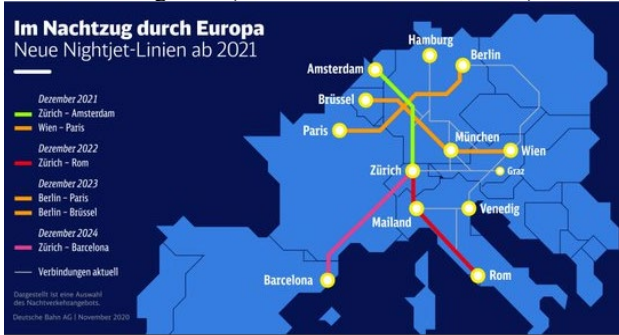 Im Nachtzug durch Europa
Neue Nightjet-Linien ab 2021
Dezember 2021
Zürich – Amsterdam
Wien – Paris
Dezember 2022
Zürich – Rom
Dezember 2023
Berlin – Paris
Berlin – Brüssel
Dezember 2024
Zürich – Barcelona
Verbindungen aktuell
Dargestellt ist eine Auswahl
des Nachtverkehrsangebots.
Deutsche Bahn AG | November 2020
Hamburg
Berlin
Amsterdam
Brüssel
Paris
München
Wien
Zürich
Graz
Mailand
Venedig
Barcelona
Rom